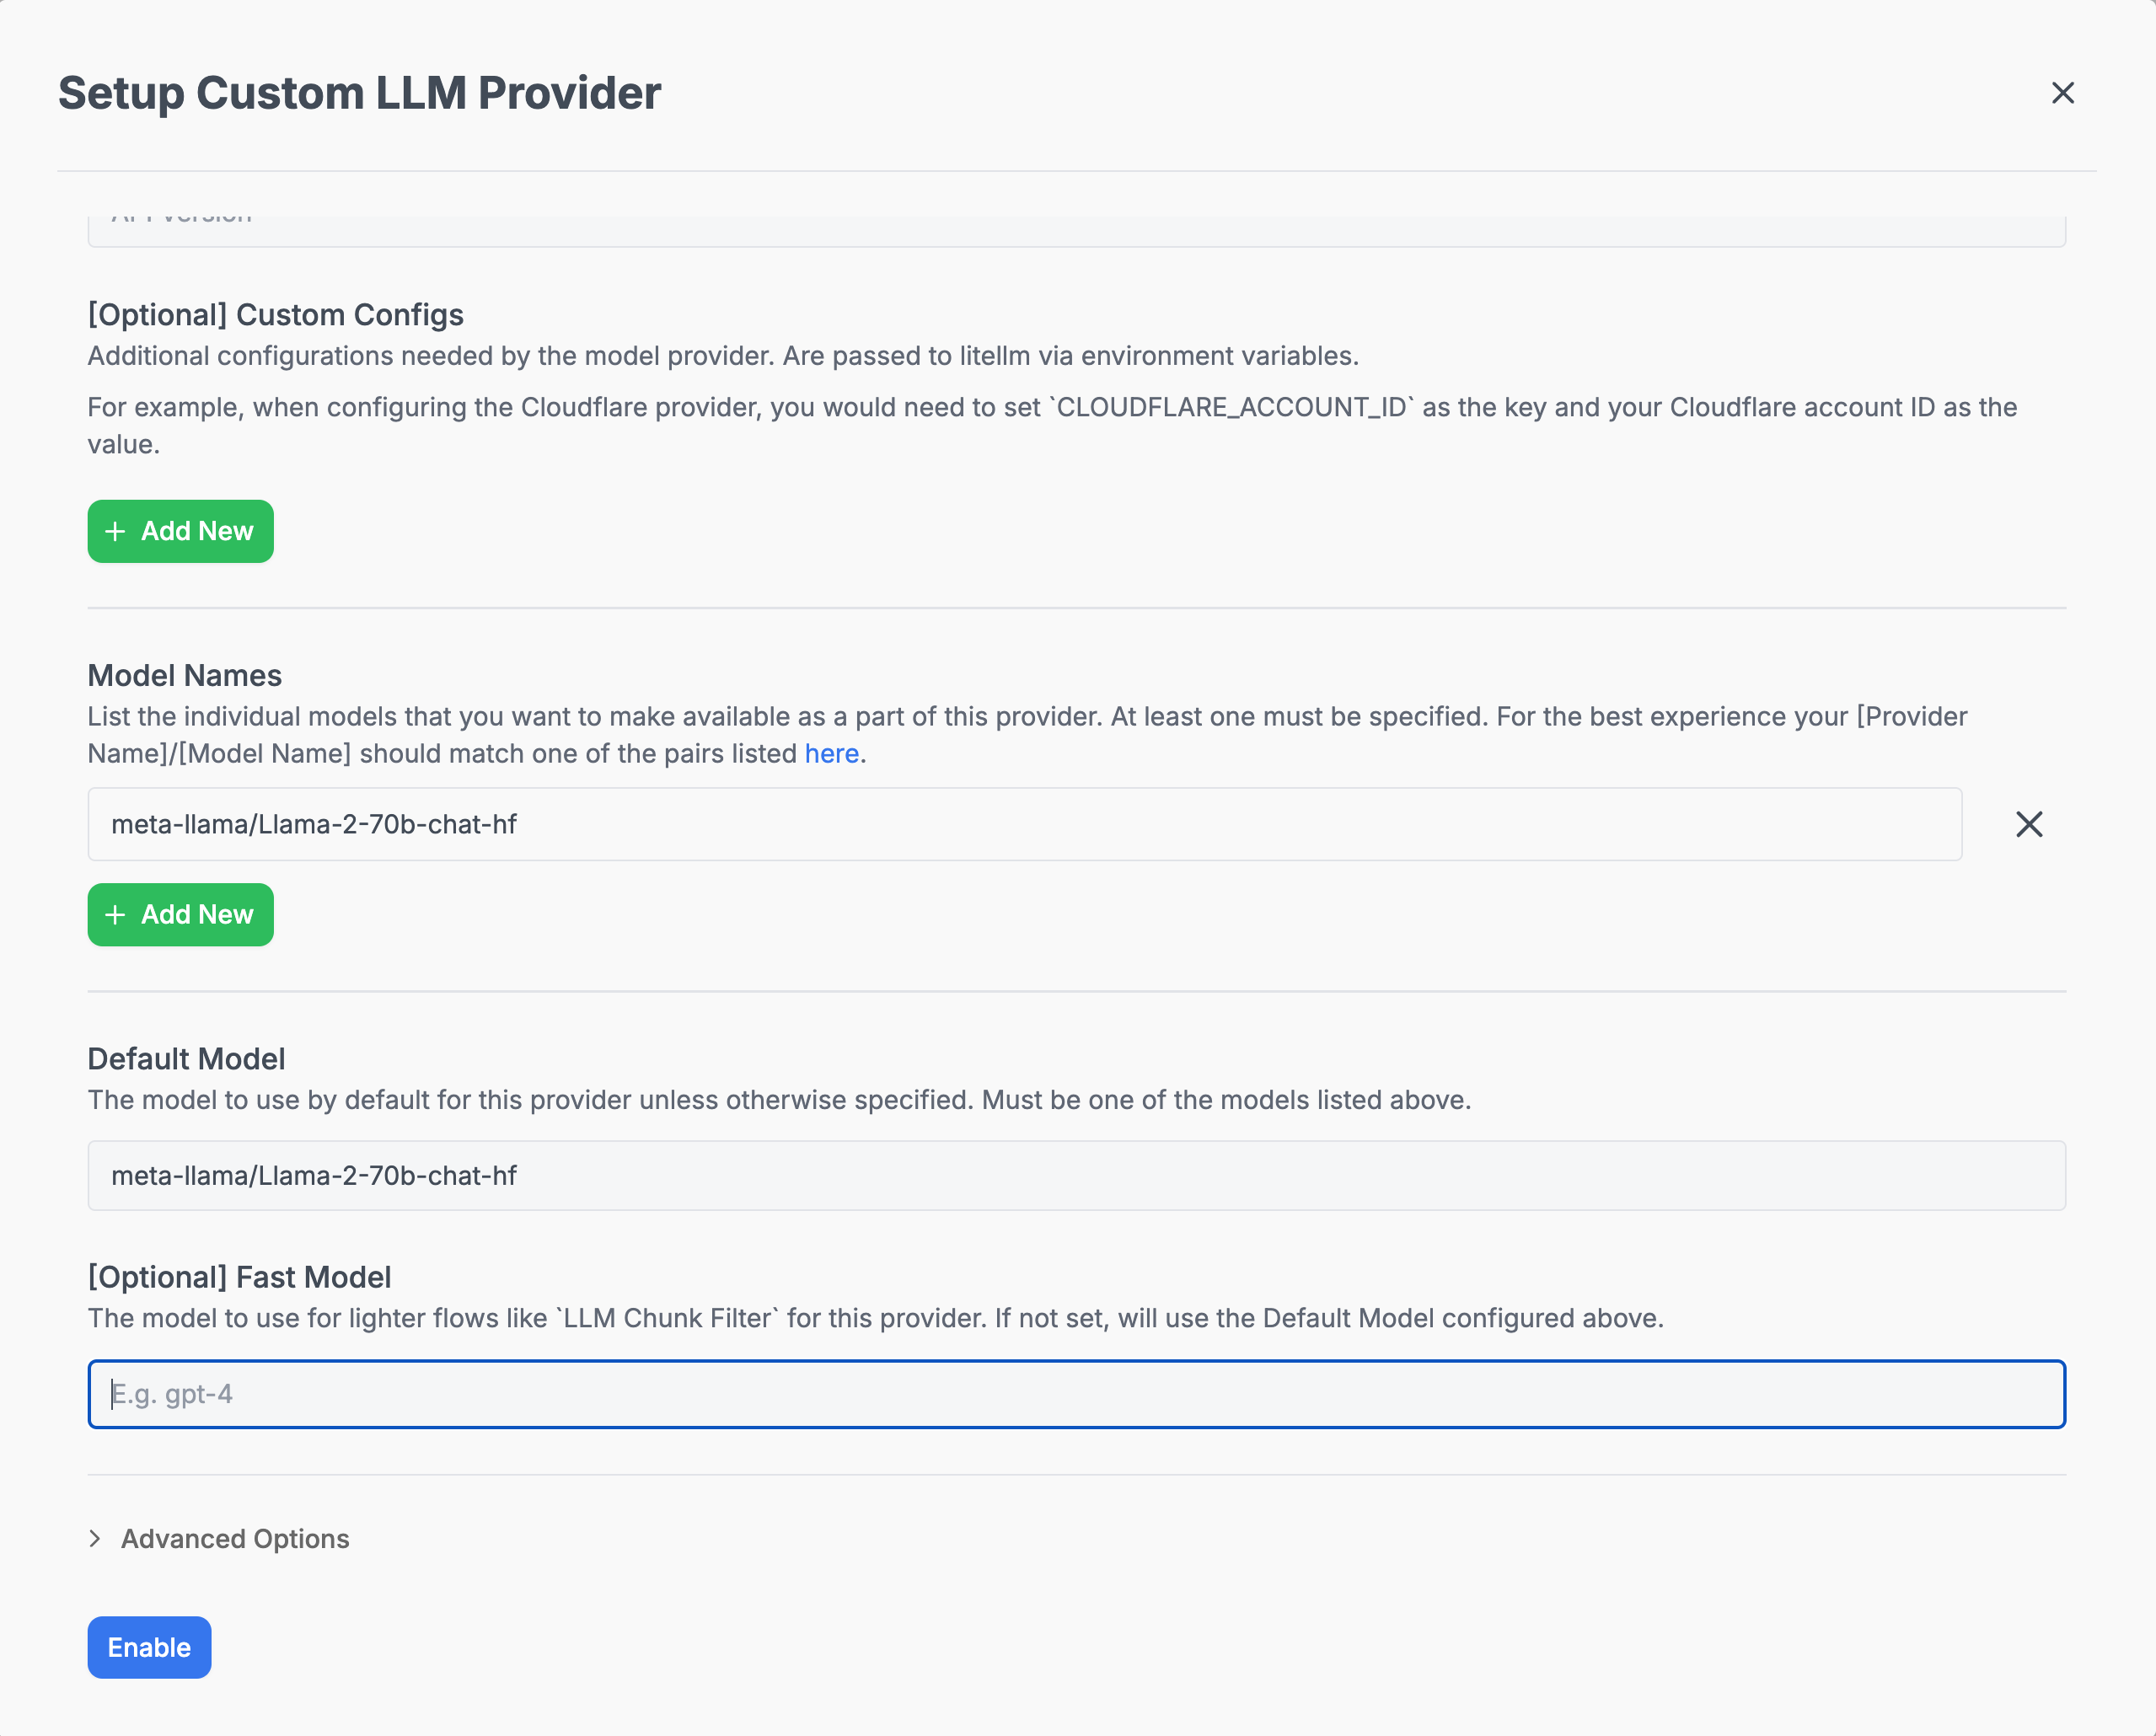 Setup Custom LLM Provider
API Version
[Optional] Custom Configs
Additional configurations needed by the model provider. Are passed to litellm via environment variables.
For example, when configuring the Cloudflare provider, you would need to set `CLOUDFLARE_ACCOUNT_ID` as the key and your Cloudflare account ID as the
value.
+ Add New
Model Names
List the individual models that you want to make available as a part of this provider. At least one must be specified. For the best experience your [Provider
Name]/[Model Name] should match one of the pairs listed here.
meta-llama/Llama-2-70b-chat-hf
+ Add New
Default Model
The model to use by default for this provider unless otherwise specified. Must be one of the models listed above.
meta-llama/Llama-2-70b-chat-hf
[Optional] Fast Model
The model to use for lighter flows like `LLM Chunk Filter` for this provider. If not set, will use the Default Model configured above.
E.g. gpt-4
Advanced Options
Enable